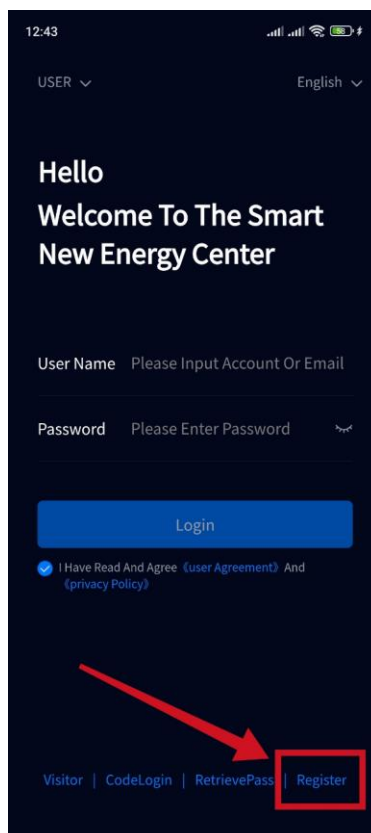 12:43
USER English
Hello
Welcome To The Smart
New Energy Center
User Name Please Input Account Or Email
Password Please Enter Password
Login
I Have Read And Agree 《user Agreement》 And
《privacy Policy》
Visitor | CodeLogin | RetrievePass | Register